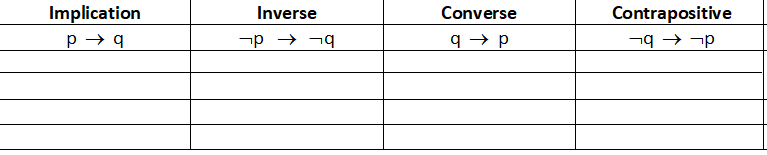 Implication Inverse Converse Contrapositive
p → q ¬p → ¬q q → p ¬q → ¬p